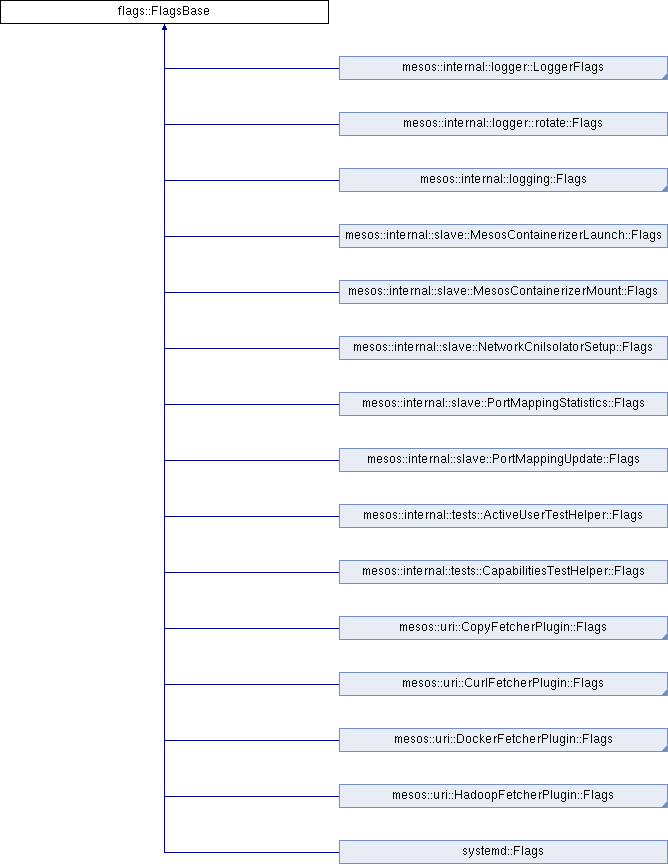 flags::FlagsBase
mesos::internal::logger::LoggerFlags
mesos::internal::logger::rotate::Flags
mesos::internal::logging::Flags
mesos::internal::slave::MesosContainerizerLaunch::Flags
mesos::internal::slave::MesosContainerizerMount::Flags
mesos::internal::slave::NetworkCniIsolatorSetup::Flags
mesos::internal::slave::PortMappingStatistics::Flags
mesos::internal::slave::PortMappingUpdate::Flags
mesos::internal::tests::ActiveUserTestHelper::Flags
mesos::internal::tests::CapabilitiesTestHelper::Flags
mesos::uri::CopyFetcherPlugin::Flags
mesos::uri::CurlFetcherPlugin::Flags
mesos::uri::DockerFetcherPlugin::Flags
mesos::uri::HadoopFetcherPlugin::Flags
systemd::Flags